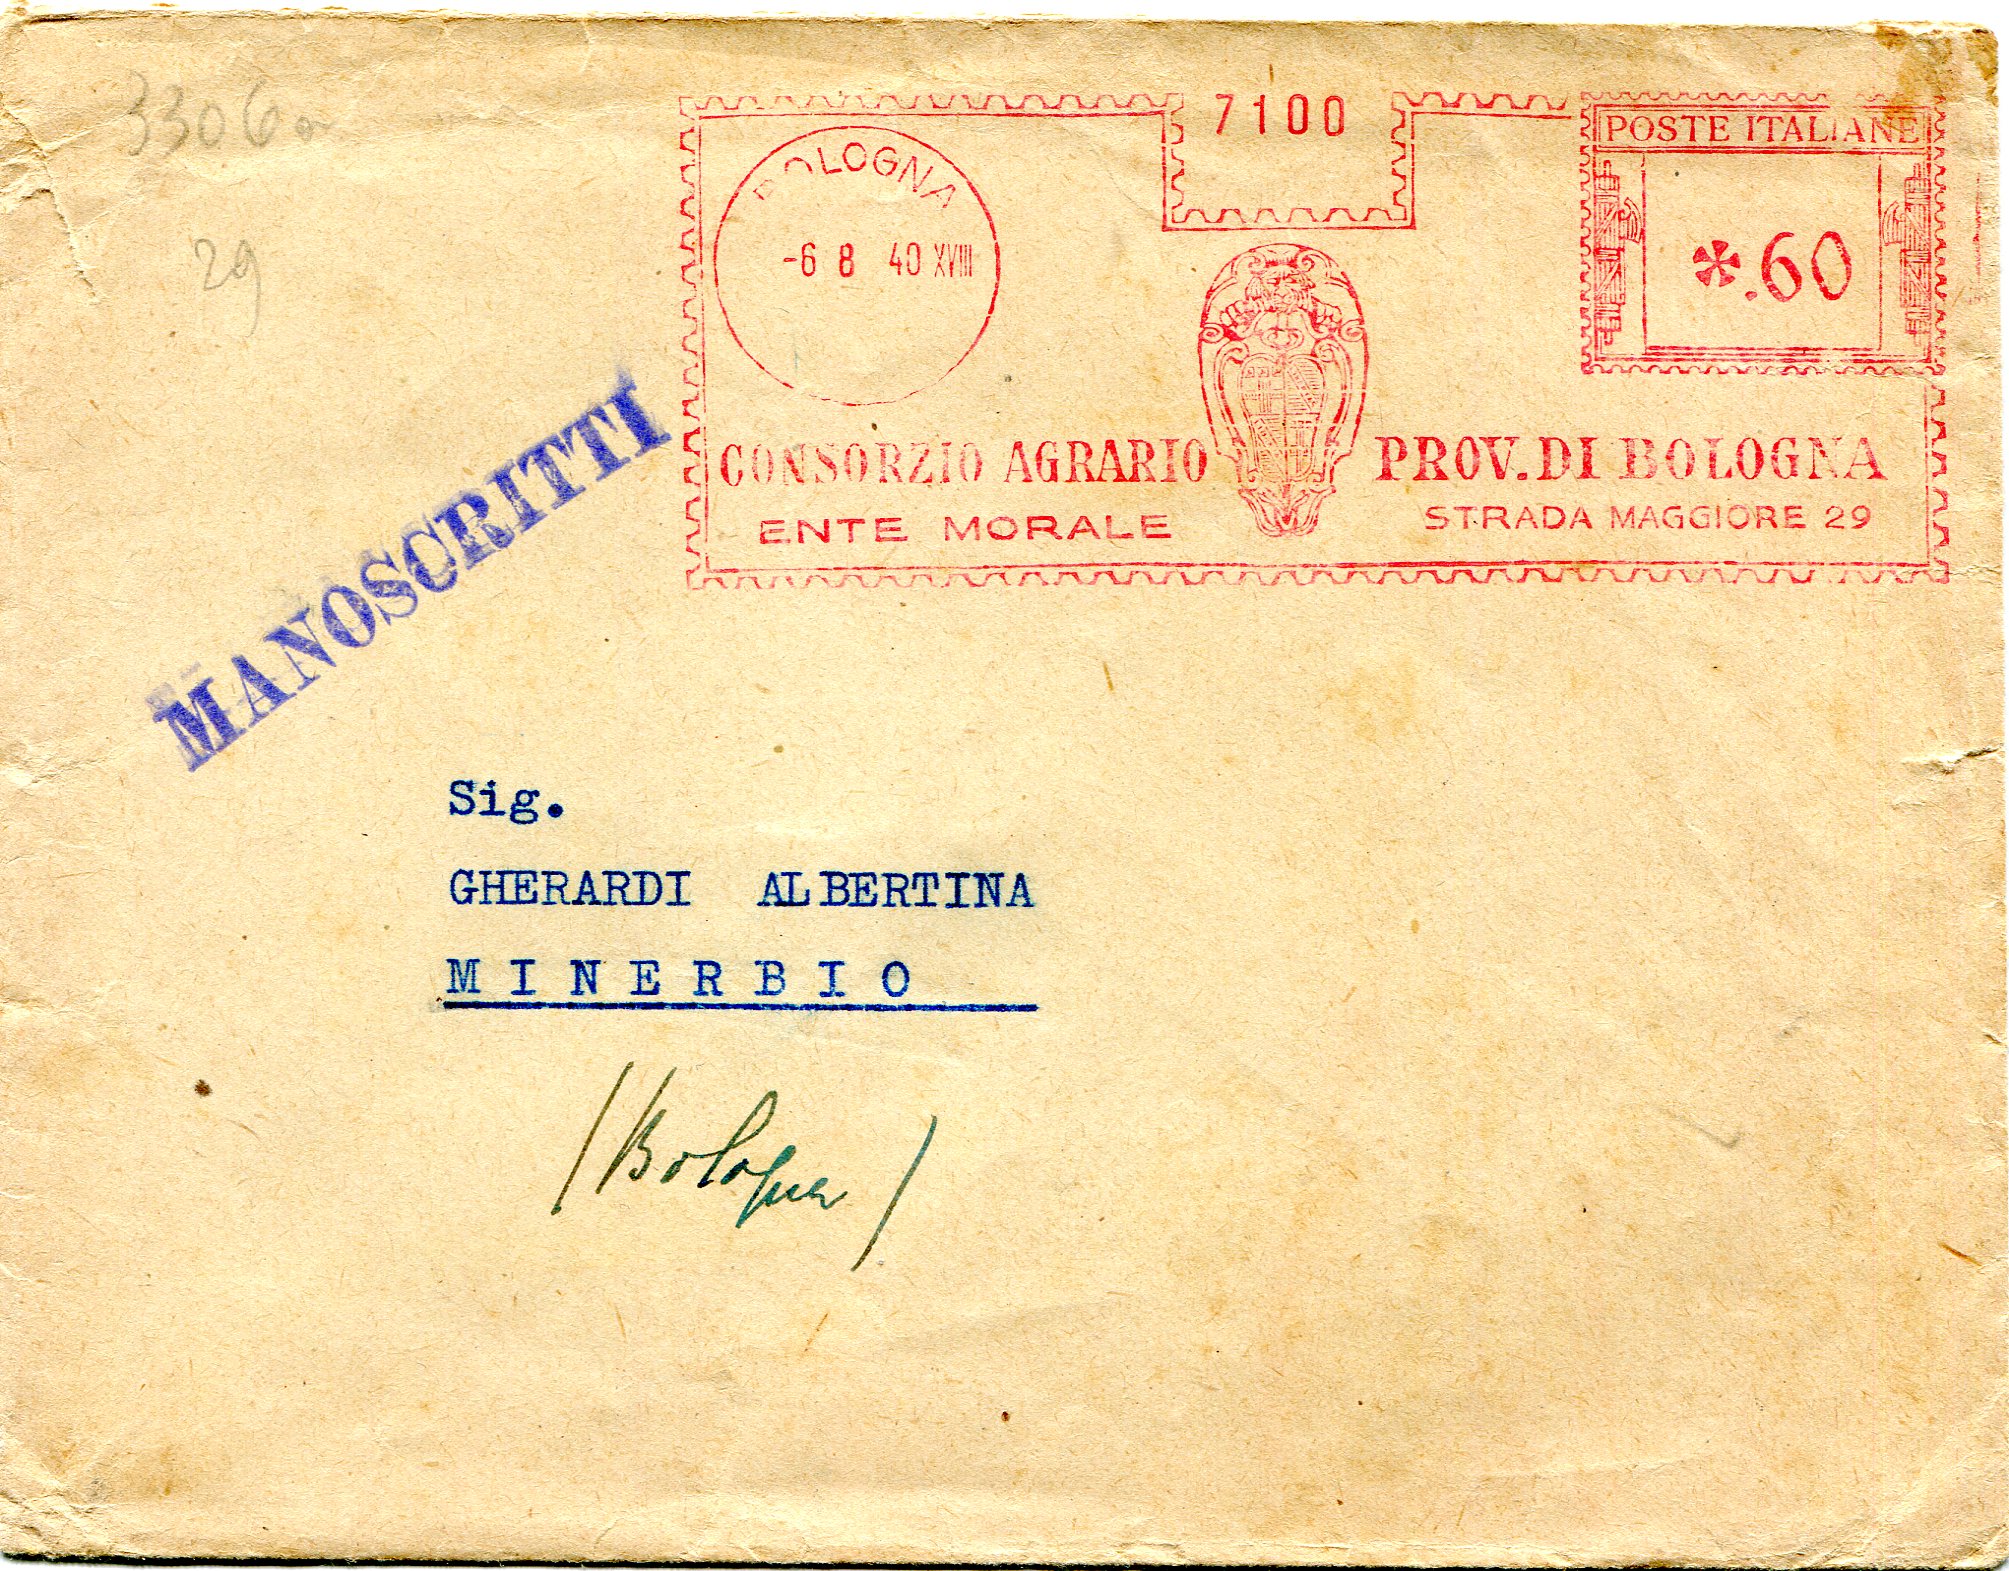 3306
29
7100
POSTE ITALIANE
BOLOGNA
-6 8 40 XVIII
*.60
CONSORZIO AGRARIO PROV. DI BOLOGNA
ENTE MORALE STRADA MAGGIORE 29
MANOSCRITTI
Sig.
GHERARDI ALBERTINA
MINERBIO
(Bologna)